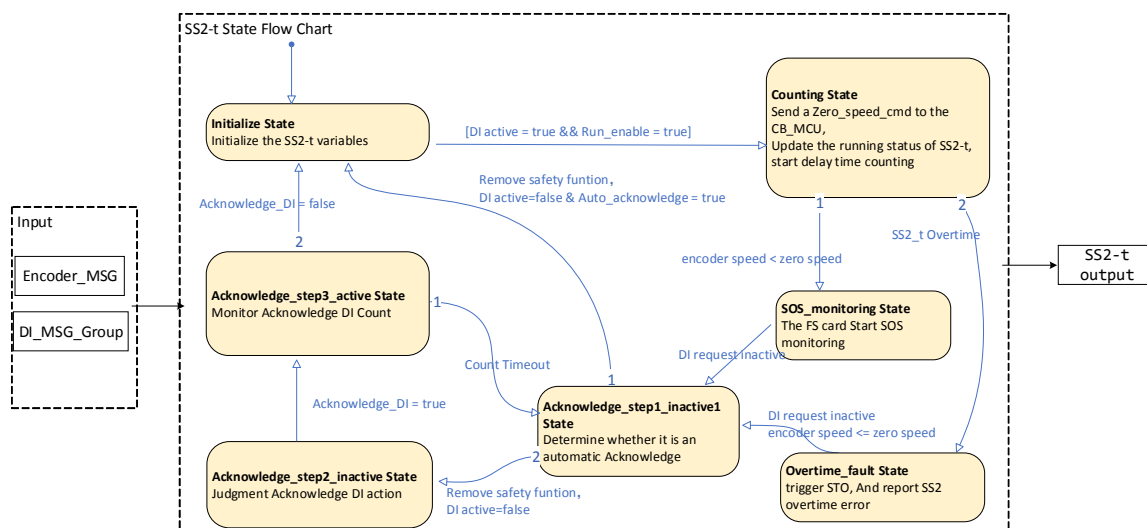 SS2-t State Flow Chart
Initialize State
Initialize the SS2-t variables
[DI active = true && Run_enable = true]
Counting State
Send a Zero_speed_cmd to the
CB_MCU,
Updata the running status of SS2-t,
start delay time counting
Remove safety funtion，
DI active=false & Auto_acknowledge = true
Acknowledge_DI = false
1
2
2
SS2_t Overtime
Input
Encoder_MSG
DI_MSG_Group
SS2-t
output
encoder speed < zero speed
Acknowledge_step3_active State
Monitor Acknowledge DI Count
1
SOS_monitoring State
The FS card Start SOS
monitoring
DI request inactive
Count Timeout
1
Acknowledge_step1_inactive1
State
Determine whether it is an
automatic Acknowledge
2
Acknowledge_DI = true
DI request inactive
encoder speed <= zero speed
Acknowledge_step2_inactive State
Judgment Acknowledge DI action
Remove safety funtion，
DI active=false
Overtime_fault State
trigger STO, And report SS2
overtime error